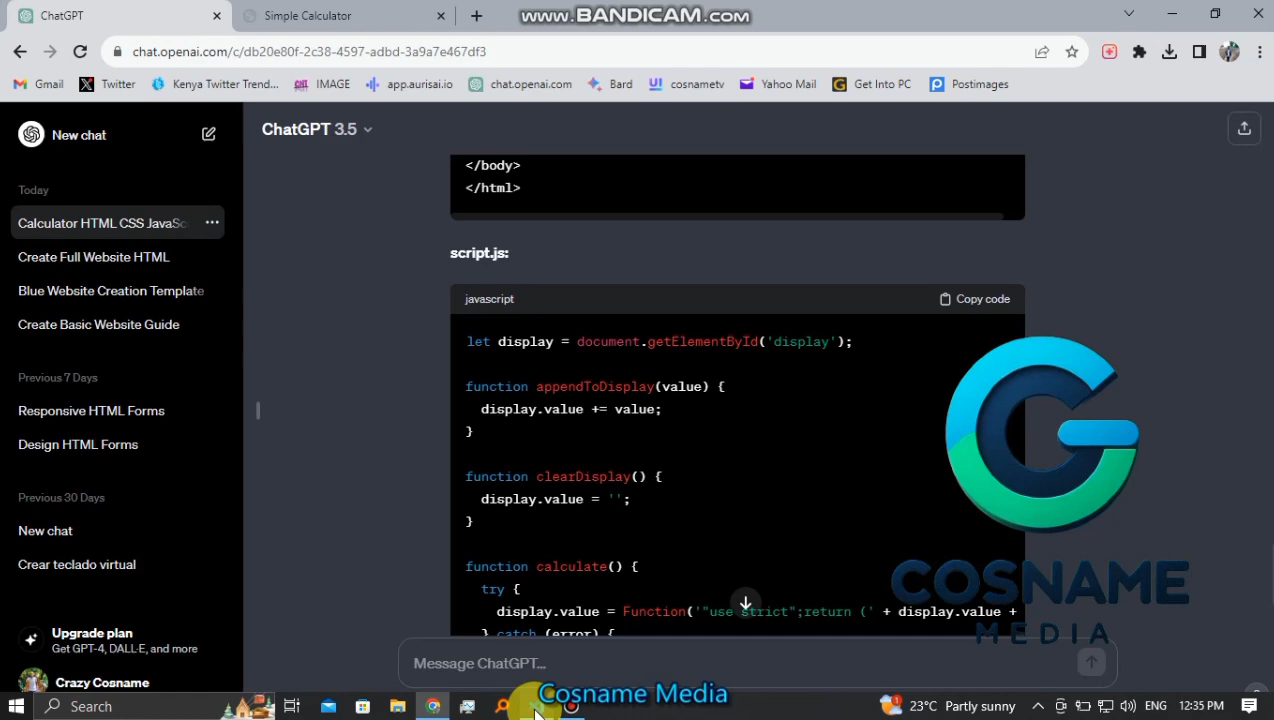 ChatGPT
Simple Calculator
www.BANDICAM.com
chat.openai.com/c/db20e80f-2c38-4597-adbd-3a9a7e467df3
Gmail
Twitter
Kenya Twitter Trend...
IMAGE
app.aurisai.io
chat.openai.com
Bard
cosnametv
Yahoo Mail
Get Into PC
Postimages
New chat
ChatGPT 3.5
Today
Calculator HTML CSS JavaSc
Create Full Website HTML
Blue Website Creation Template
Create Basic Website Guide
Previous 7 Days
Responsive HTML Forms
Design HTML Forms
Previous 30 Days
New chat
Crear teclado virtual
Upgrade plan
Get GPT-4, DALL·E, and more
Crazy Cosname
</body>
</html>
script.js:
javascript
Copy code
let display = document.getElementById('display');
function appendToDisplay(value) {
display.value += value;
}
function clearDisplay() {
display.value = '';
}
function calculate() {
try {
display.value = Function('"use strict";return (' + display.value +
} catch (error) {
COSNAME
MEDIA
Message ChatGPT...
Cosname Media
Search
1
23°C Partly sunny
12:35 PM